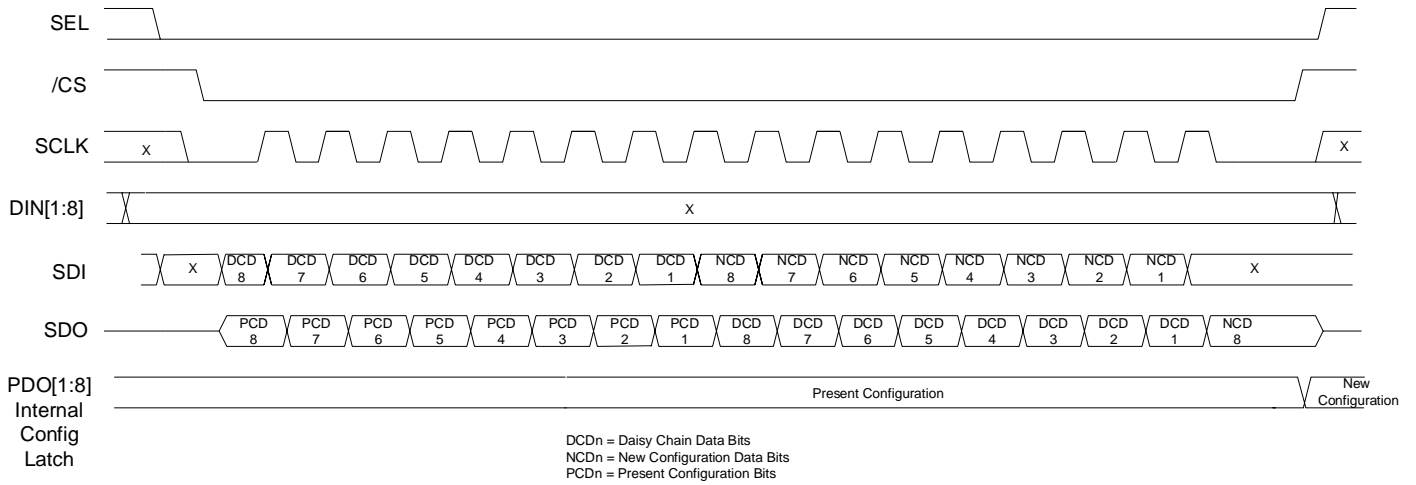 SEL
/CS
SCLK
X
X
DIN[1:8]
X
SDI
X
DCD 8
DCD 7
DCD 6
DCD 5
DCD 4
DCD 3
DCD 2
DCD 1
NCD 8
NCD 7
NCD 6
NCD 5
NCD 4
NCD 3
NCD 2
NCD 1
X
SDO
PCD 8
PCD 7
PCD 6
PCD 5
PCD 4
PCD 3
PCD 2
PCD 1
DCD 8
DCD 7
DCD 6
DCD 5
DCD 4
DCD 3
DCD 2
DCD 1
NCD 8
PDO[1:8]
Internal
Config
Latch
Present Configuration
New
Configuration
DCDn = Daisy Chain Data Bits
NCDn = New Configuration Data Bits
PCDn = Present Configuration Bits